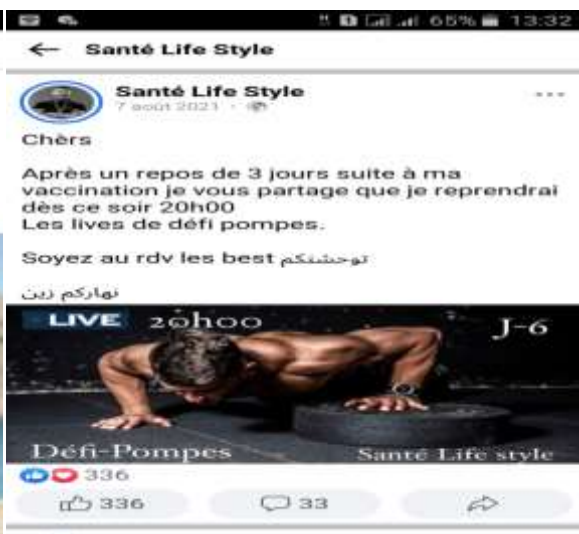 65% 13:32
← Santé Life Style
Santé Life Style
7 août 2021 ·
Chèrs
Après un repos de 3 jours suite à ma
vaccination je vous partage que je reprendrai
dès ce soir 20h00
Les lives de défi pompes.
Soyez au rdv les best توحشتكم
نهاركم زين
LIVE 20h00
J-6
Défi-Pompes
Santé Life style
336
336 33